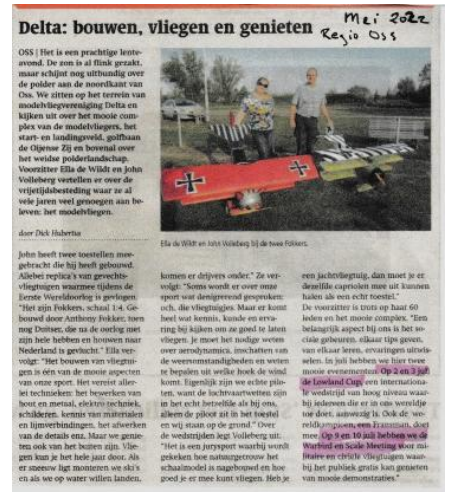 Delta: bouwen, vliegen en genieten
Mei 2022
Regio Oss
OSS | Het is een prachtige lente-
avond. De zon is al flink gezakt,
maar schijnt nog uitbundig over
de polder aan de noordkant van
Oss. We zitten op het terrein van
modelvliegvereniging Delta en
kijken uit over het mooie com-
plex van de modelvliegers, het
start- en landingsveld, golfbaan
de Oijense Zij en bovenal over
het weidse polderlandschap.
Voorzitter Ella de Wildt en John
Volleberg vertellen er over de
vrijetijdsbesteding waar ze al
vele jaren veel genoegen aan be-
leven: het modelvliegen.
door Dick Hubertus
Ella de Wildt en John Volleberg bij de twee Fokkers.
John heeft twee toestellen mee-
gebracht die hij heeft gebouwd.
Allebei replica's van gevechts-
vliegtuigen waarmee tijdens de
Eerste Wereldoorlog is gevlogen.
"Het zijn Fokkers, schaal 1:4. Ge-
bouwd door Anthony Fokker, toen
nog Duitser, die na de oorlog met
zijn hele hebben en houwen naar
Nederland is gevlucht." Ella ver-
volgt: "Het bouwen van vliegtui-
gen is één van de mooie aspecten
van onze sport. Het vereist aller-
lei technieken: het bewerken van
hout en metaal, elektro-techniek,
schilderen, kennis van materialen
en lijmverbindingen, het afwerken
van de details enz. Maar we genie-
ten ook van het buiten zijn. Vlie-
gen kun je het hele jaar door. Als
er sneeuw ligt monteren we ski's
en als we op water willen landen,
komen er drijvers onder." Ze ver-
volgt: "Soms wordt er over onze
sport wat denigrerend gesproken:
och, die vliegtuigjes. Maar er komt
heel wat kennis, kunde en erva-
ring bij kijken om ze goed te laten
vliegen. Je moet het nodige weten
over aerodynamica, inschatten van
de weersomstandigheden en weten
te bepalen uit welke hoek de wind
komt. Eigenlijk zijn we echte pilo-
ten, want de luchtvaartwetten zijn
in het echt hetzelfde als bij ons,
alleen de piloot zit in het toestel
en wij staan op de grond." Over
de wedstrijden legt Volleberg uit.
"Het is een jurysport waarbij wordt
gekeken hoe natuurgetrouw het
schaalmodel is nagebouwd en hoe
goed je er mee kunt vliegen. Heb je
een jachtvliegtuig, dan moet je er
dezelfde capriolen mee uit kunnen
halen als een echt toestel."
De voorzitter is trots op haar 60
leden en het mooie complex. "Een
belangrijk aspect bij ons is het so-
ciale gebeuren, elkaar tips geven,
van elkaar leren, ervaringen uitwis-
selen. In juli hebben we hier twee
mooie evenementen. Op 2 en 3 juli
de Lowland Cup, een internationa-
le wedstrijd van hoog niveau waar-
bij iedereen die er in ons wereldje
toe doet, aanwezig is. Ook de we-
reldkampioen, een Fransman, doet
mee. Op 9 en 10 juli hebben we de
Warbird en Scale Meeting voor mi-
litaire en civiele vliegtuigen waar-
bij het publiek gratis kan genieten
van mooie demonstraties."